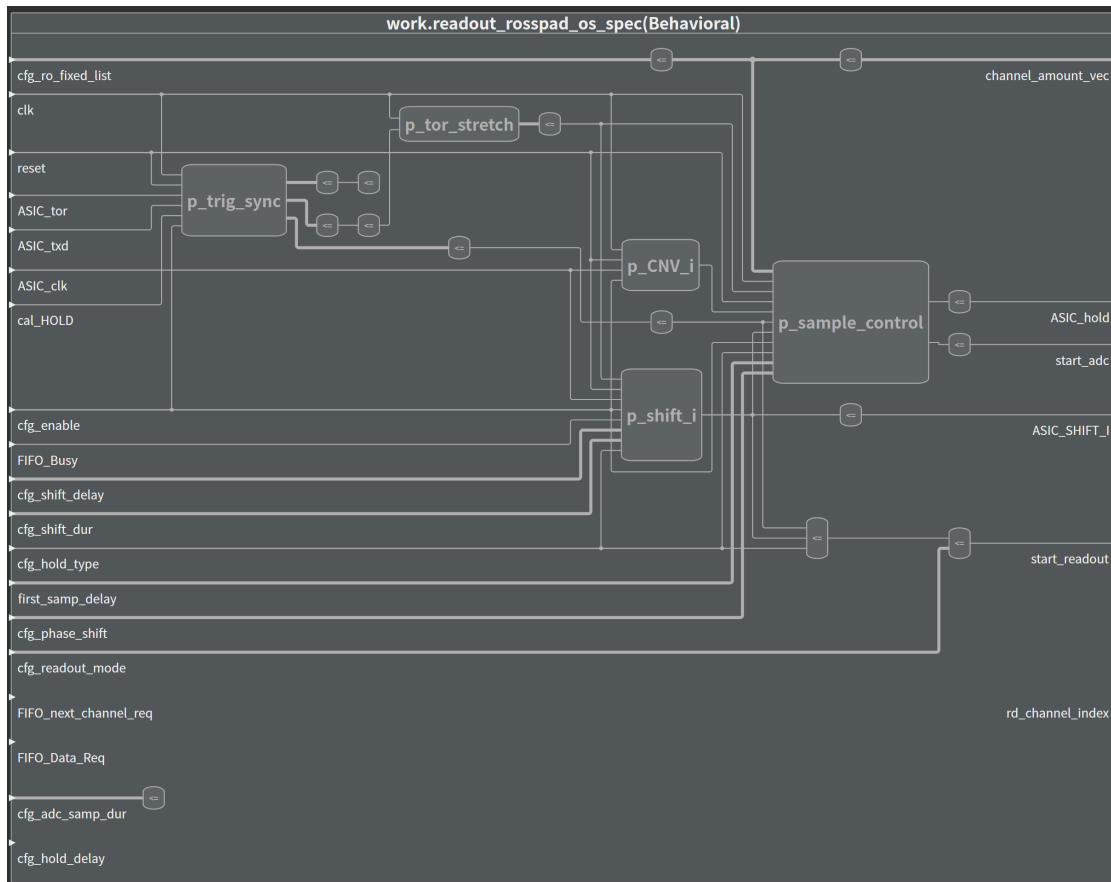 work.readout_rosspad_os_spec(Behavioral)
cfg_ro_fixed_list
channel_amount_vec
clk
p_tor_stretch
reset
p_trig_sync
ASIC_tor
ASIC_txd
p_CNV_i
ASIC_clk
cal_HOLD
p_sample_control
ASIC_hold
start_adc
p_shift_i
cfg_enable
ASIC_SHIFT_I
FIFO_Busy
cfg_shift_delay
cfg_shift_dur
cfg_hold_type
start_readout
first_samp_delay
cfg_phase_shift
cfg_readout_mode
FIFO_next_channel_req
rd_channel_index
FIFO_Data_Req
cfg_adc_samp_dur
cfg_hold_delay